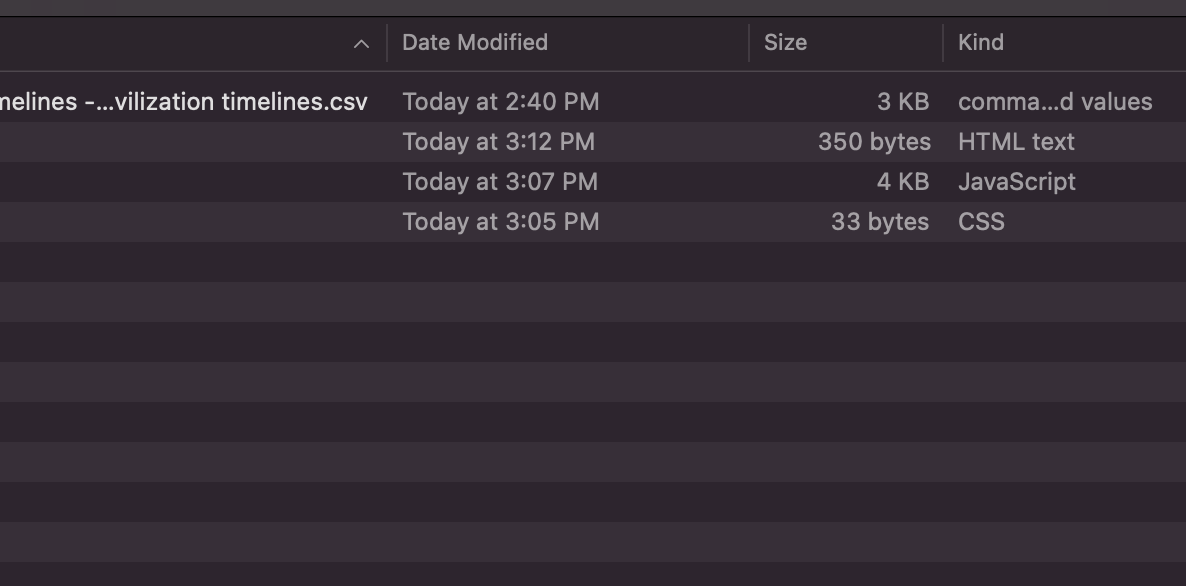 Date Modified Size Kind
melines -...vilization timelines.csv Today at 2:40 PM 3 KB comma...d values
Today at 3:12 PM 350 bytes HTML text
Today at 3:07 PM 4 KB JavaScript
Today at 3:05 PM 33 bytes CSS